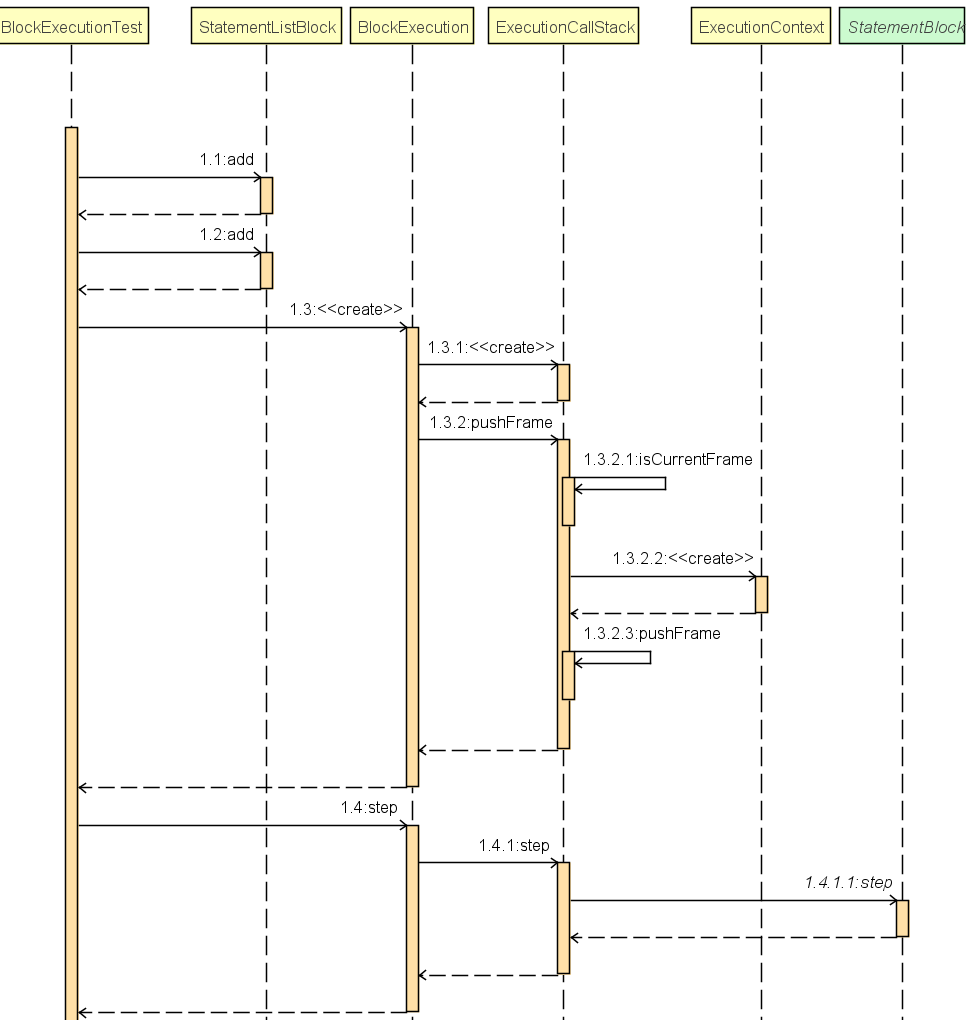 BlockExecutionTest
StatementListBlock
BlockExecution
ExecutionCallStack
ExecutionContext
StatementBlock
1.1:add
1.2:add
1.3:<<create>>
1.3.1:<<create>>
1.3.2:pushFrame
1.3.2.1:isCurrentFrame
1.3.2.2:<<create>>
1.3.2.3:pushFrame
1.4:step
1.4.1:step
1.4.1.1:step